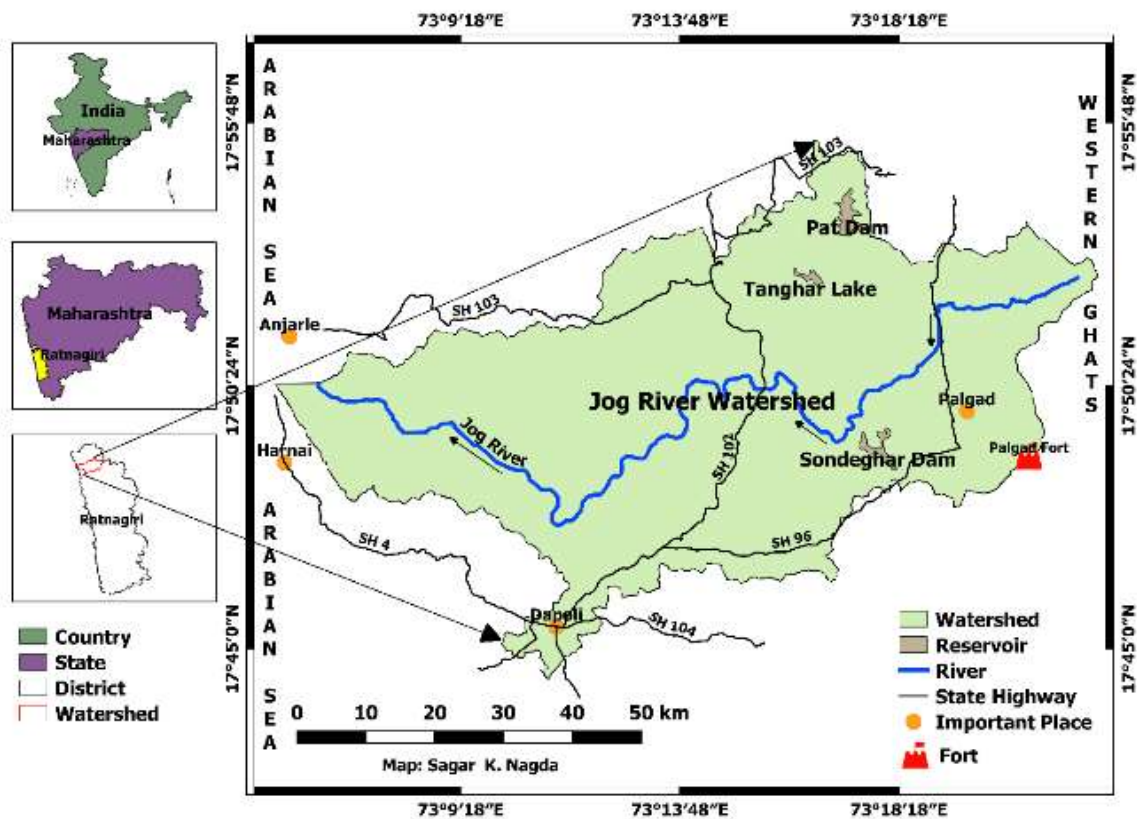 73°9'18"E 73°13'48"E 73°18'18"E
India
Maharashtra
Maharashtra
Ratnagiri
Ratnagiri
Country
State
District
Watershed
17°55'48"N
17°50'24"N
17°45'0"N
ARABIAN SEA
ARABIAN SEA
WESTERN GHATS
SH 103
Pat Dam
Tanghar Lake
SH 103
Anjarle
Jog River Watershed
Palgad
Jog River
Harnai
Sondeghar Dam
Palgad Fort
SH 102
SH 4
SH 96
Dapoli
SH 104
Watershed
Reservoir
River
State Highway
Important Place
Fort
0 10 20 30 40 50 km
Map: Sagar K. Nagda
17°55'48"N
17°50'24"N
17°45'0"N
73°9'18"E 73°13'48"E 73°18'18"E